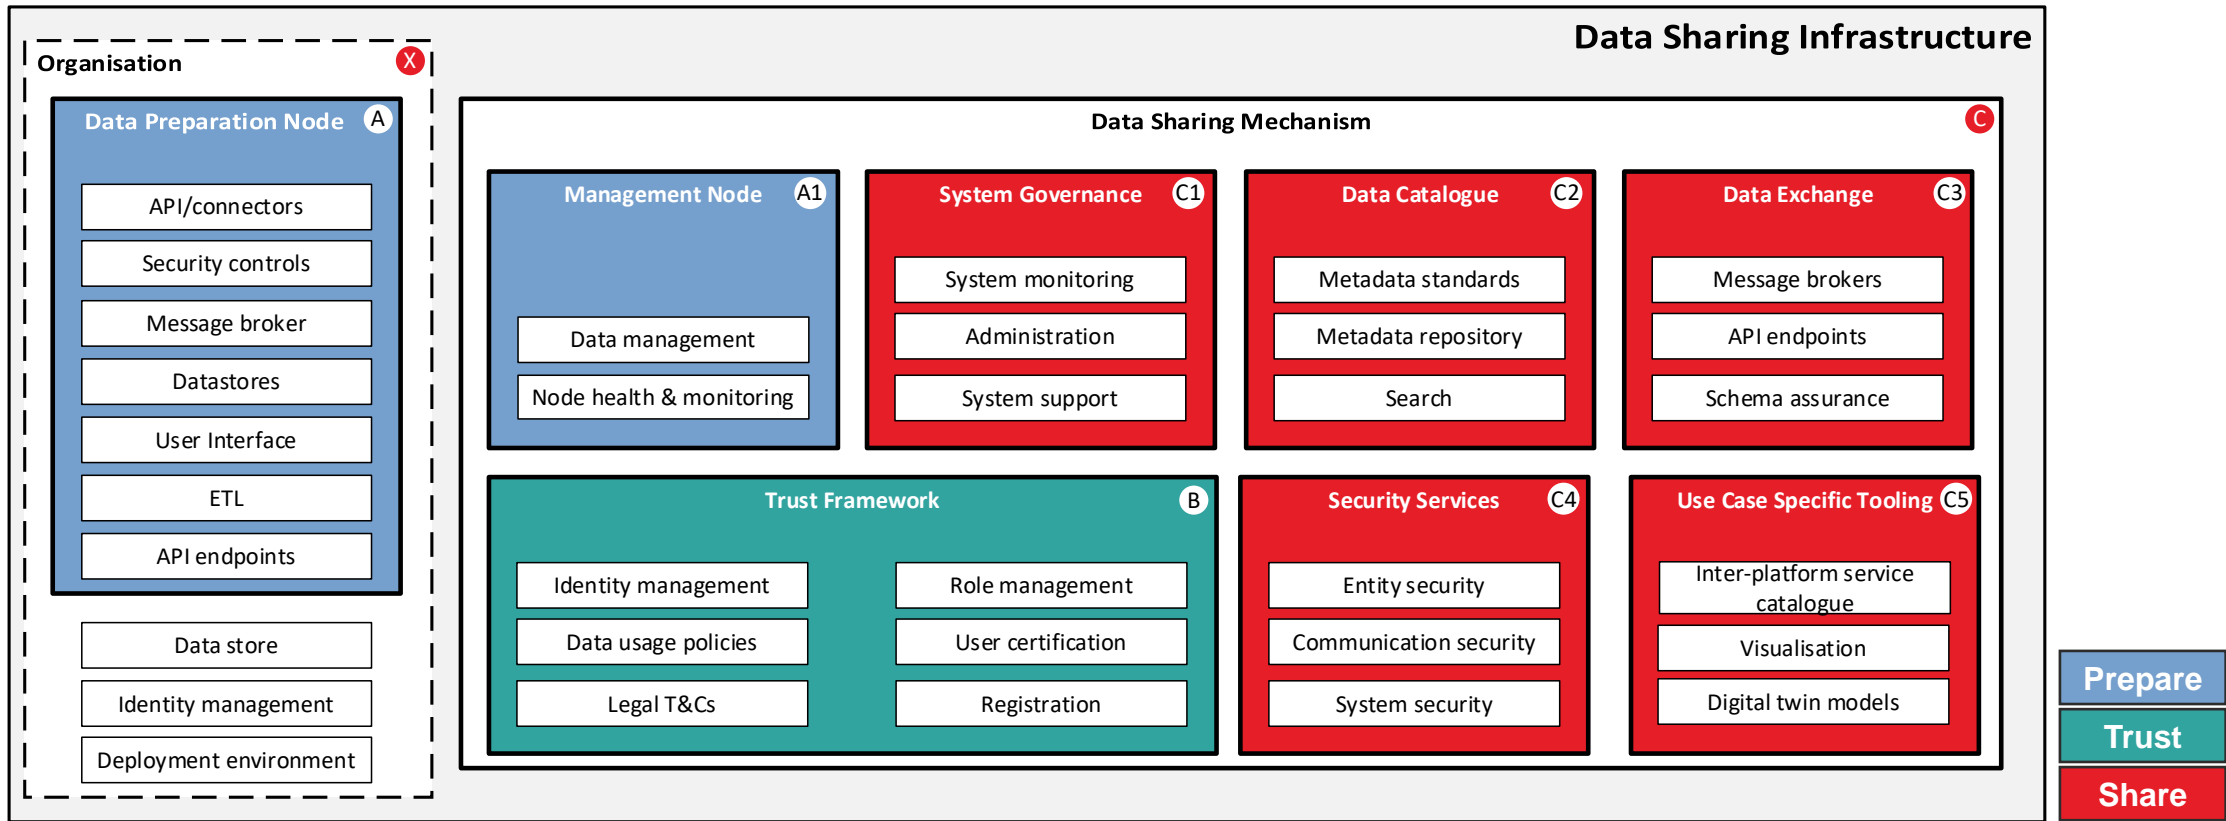 Data Sharing Infrastructure
Organisation
X
Data Preparation Node
A
API/connectors
Security controls
Message broker
Datastores
User Interface
ETL
API endpoints
Data store
Identity management
Deployment environment
Data Sharing Mechanism
C
Management Node
A1
Data management
Node health & monitoring
System Governance
C1
System monitoring
Administration
System support
Data Catalogue
C2
Metadata standards
Metadata repository
Search
Data Exchange
C3
Message brokers
API endpoints
Schema assurance
Trust Framework
B
Identity management
Data usage policies
Legal T&Cs
Role management
User certification
Registration
Security Services
C4
Entity security
Communication security
System security
Use Case Specific Tooling
C5
Inter-platform service
catalogue
Visualisation
Digital twin models
Prepare
Trust
Share